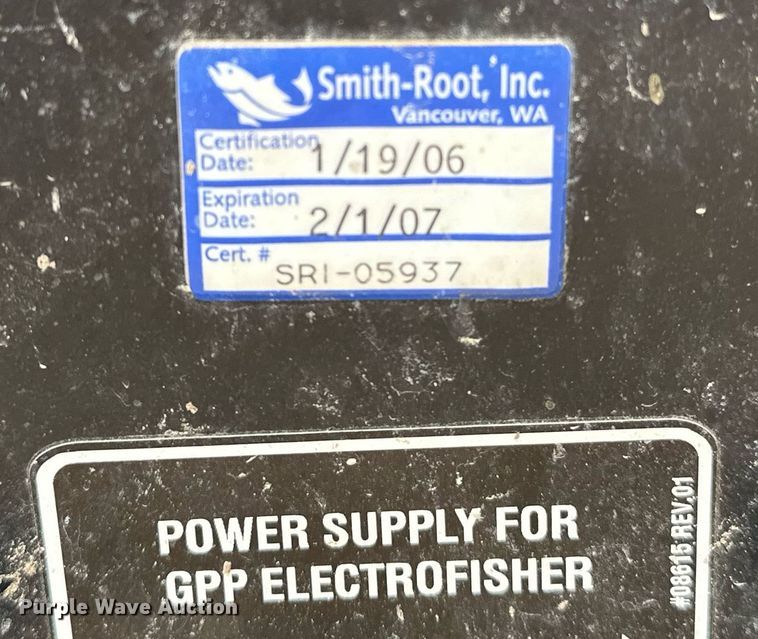 Smith-Root, Inc.
Vancouver, WA
Certification
Date: 1/19/06
Expiration
Date: 2/1/07
Cert. # SRI-05937
POWER SUPPLY FOR
GPP ELECTROFISHER
#08615 REV.01
Purple Wave Auction